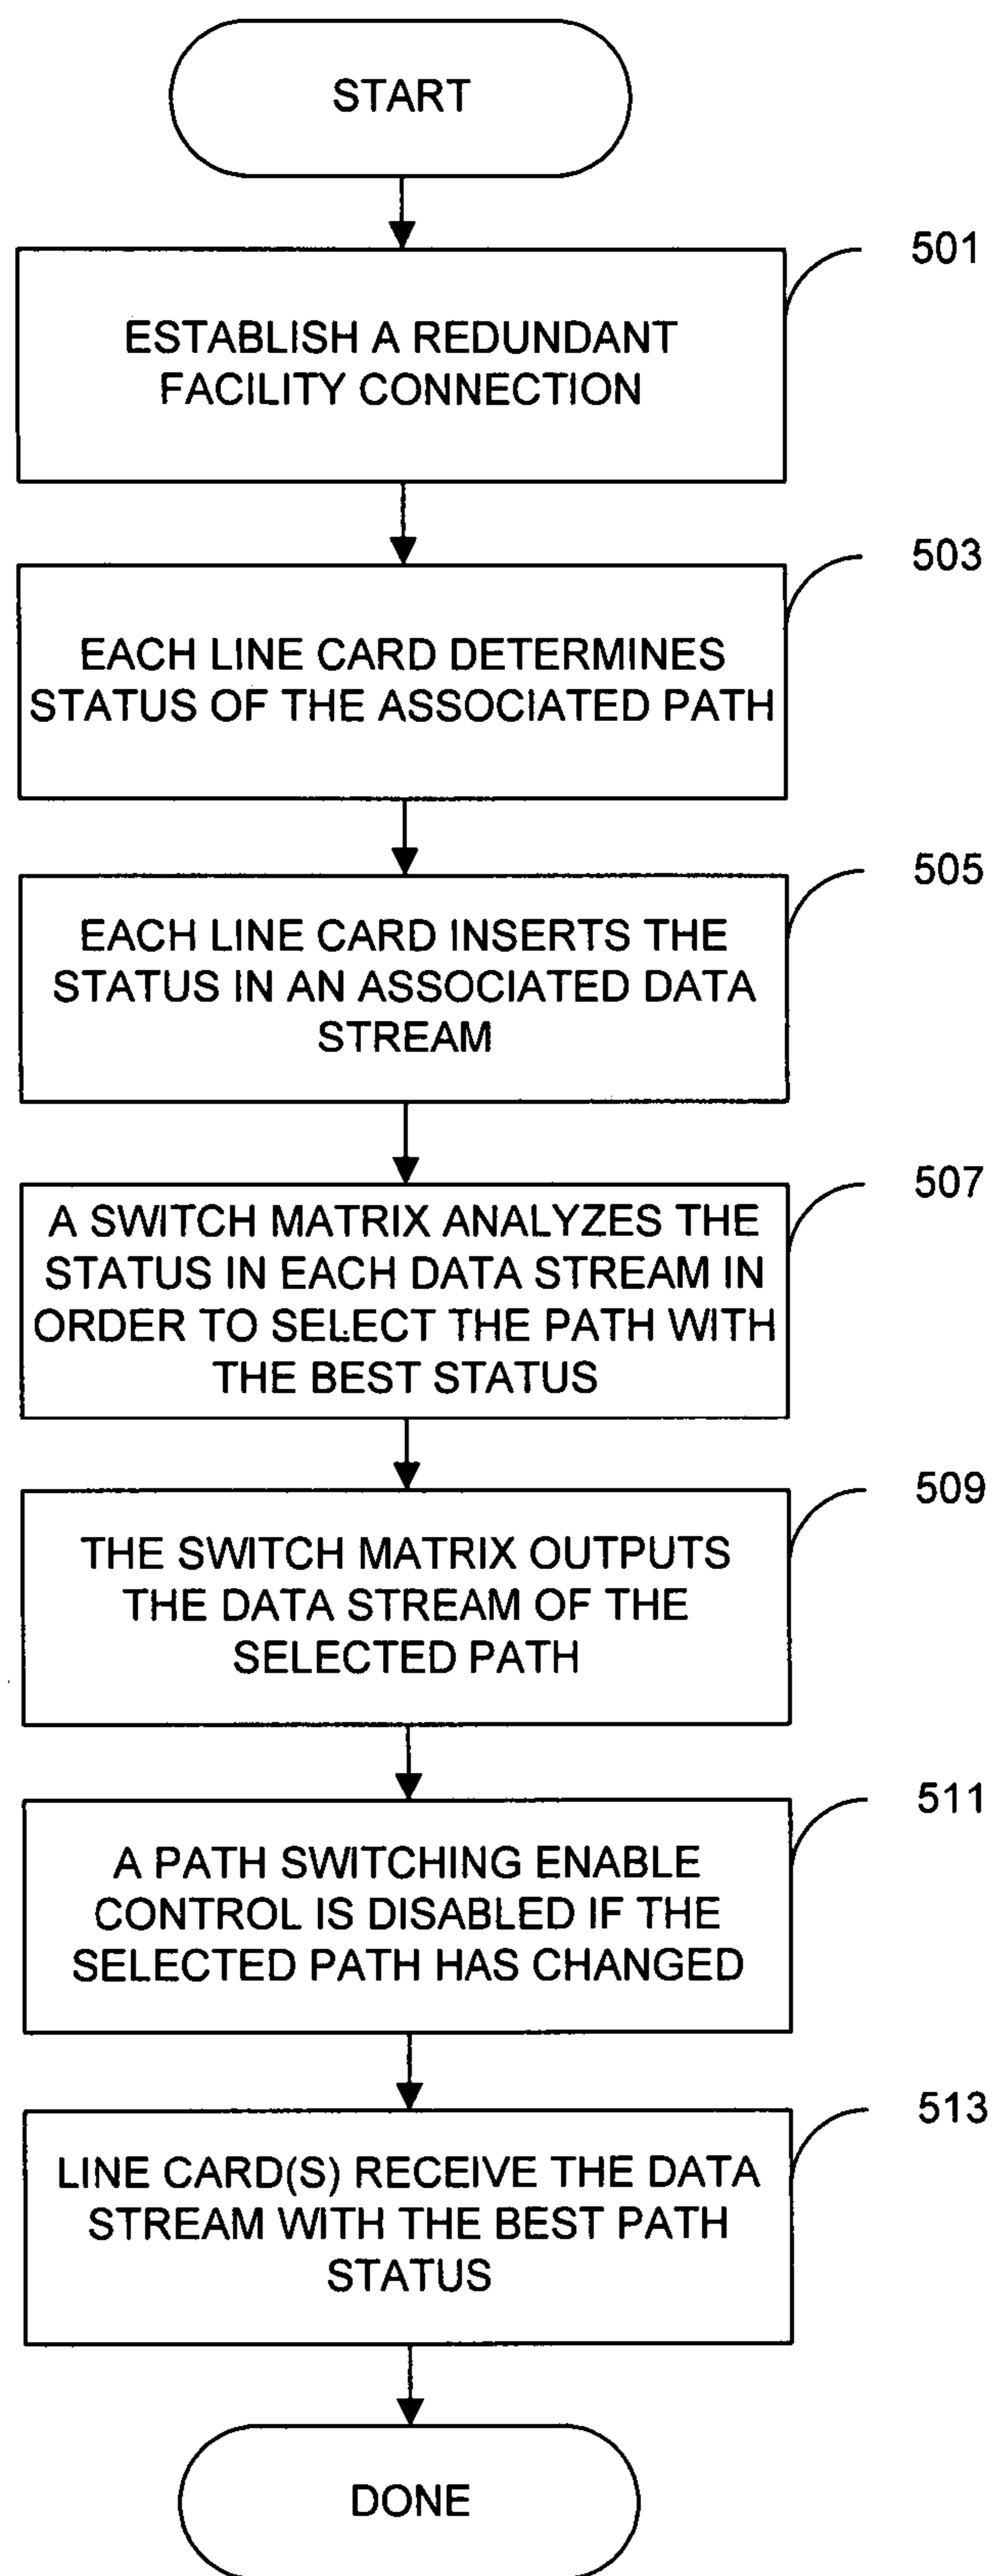 START
501
ESTABLISH A REDUNDANT
FACILITY CONNECTION
503
EACH LINE CARD DETERMINES
STATUS OF THE ASSOCIATED PATH
505
EACH LINE CARD INSERTS THE
STATUS IN AN ASSOCIATED DATA
STREAM
507
A SWITCH MATRIX ANALYZES THE
STATUS IN EACH DATA STREAM IN
ORDER TO SELECT THE PATH WITH
THE BEST STATUS
509
THE SWITCH MATRIX OUTPUTS
THE DATA STREAM OF THE
SELECTED PATH
511
A PATH SWITCHING ENABLE
CONTROL IS DISABLED IF THE
SELECTED PATH HAS CHANGED
513
LINE CARD(S) RECEIVE THE DATA
STREAM WITH THE BEST PATH
STATUS
DONE